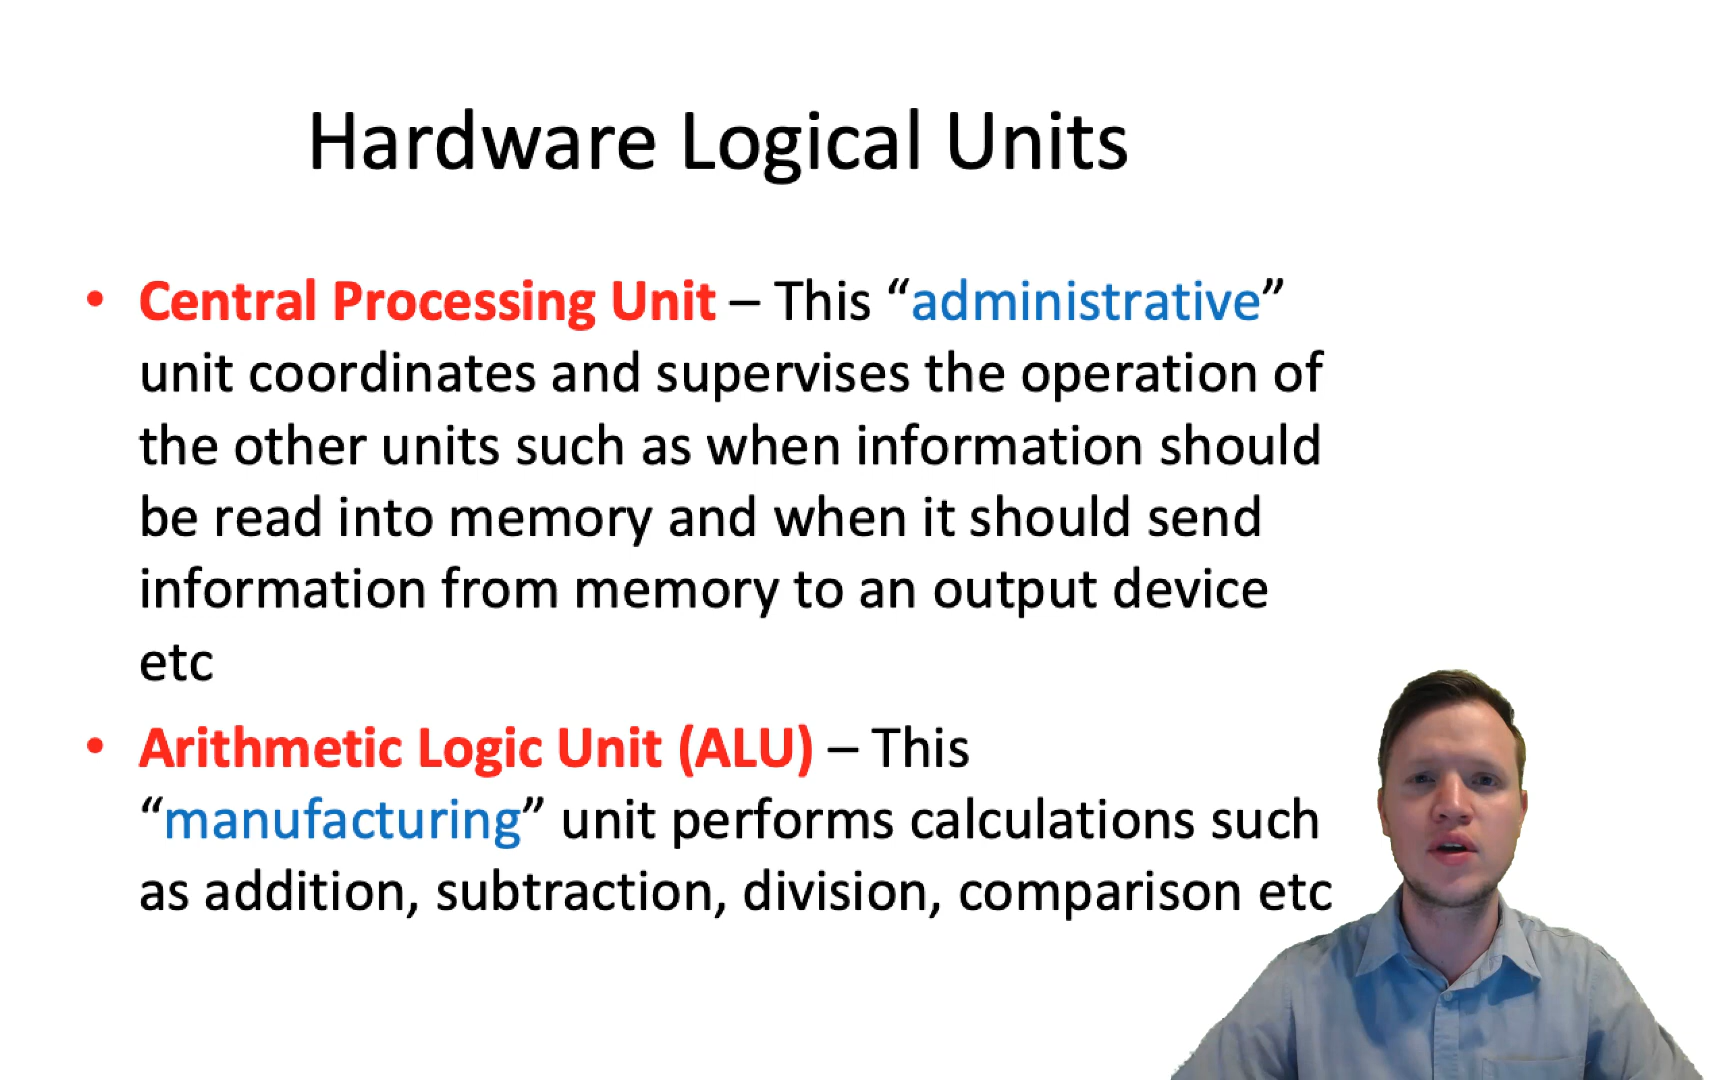 Hardware Logical Units
• Central Processing Unit – This “administrative”
unit coordinates and supervises the operation of
the other units such as when information should
be read into memory and when it should send
information from memory to an output device
etc
• Arithmetic Logic Unit (ALU) – This
“manufacturing” unit performs calculations such
as addition, subtraction, division, comparison etc